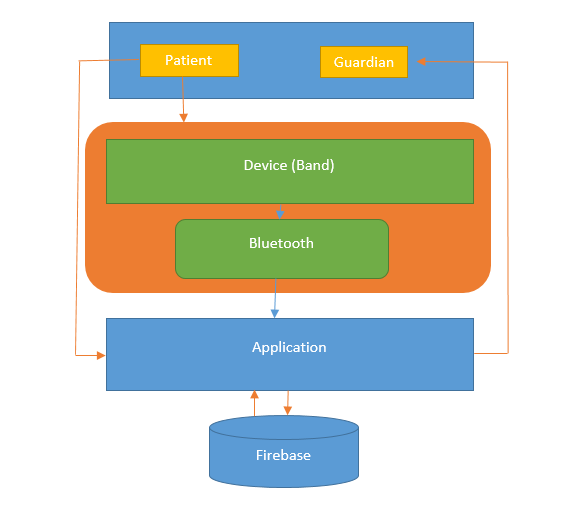 Patient
Guardian
Device (Band)
Bluetooth
Application
Firebase